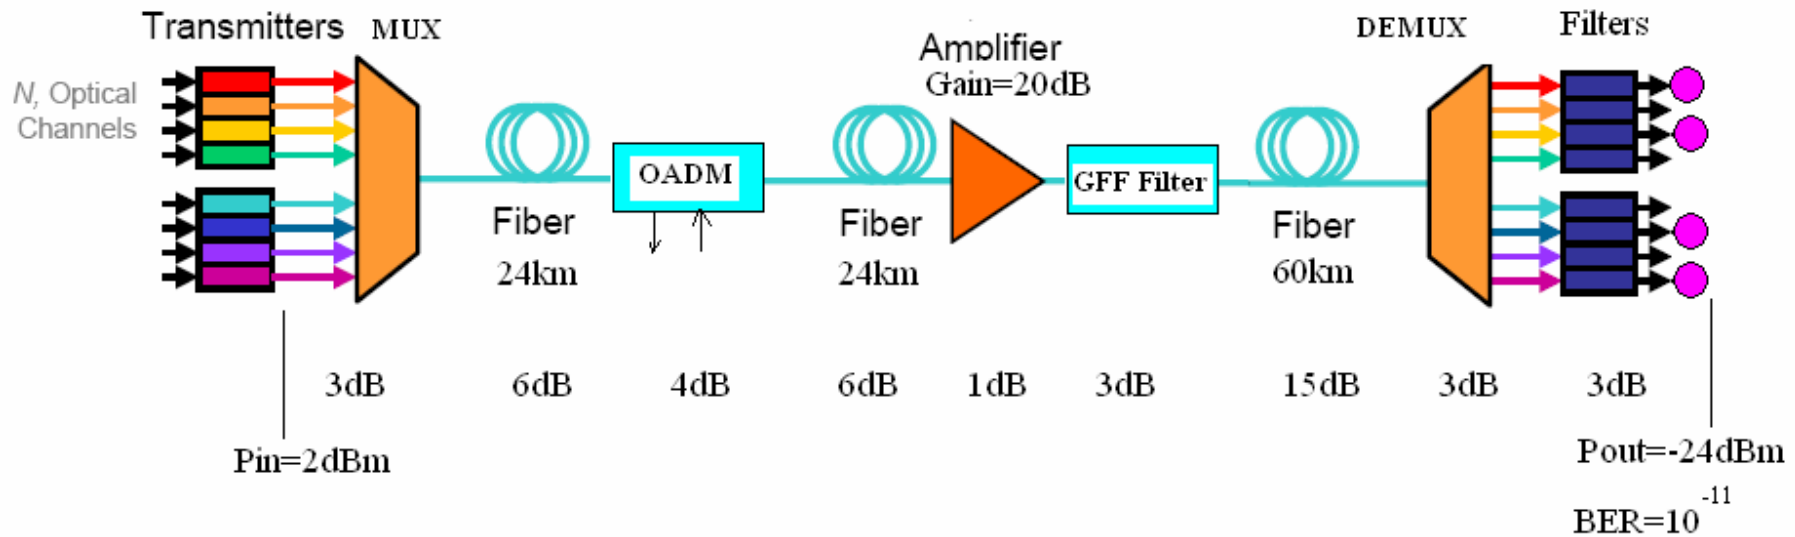 Transmitters
MUX
N, Optical
Channels
Amplifier
Gain=20dB
DEMUX
Filters
OADM
GFF Filter
Fiber
24km
Fiber
24km
Fiber
60km
3dB
6dB
4dB
6dB
1dB
3dB
15dB
3dB
3dB
Pin=2dBm
Pout=-24dBm
BER=10^-11